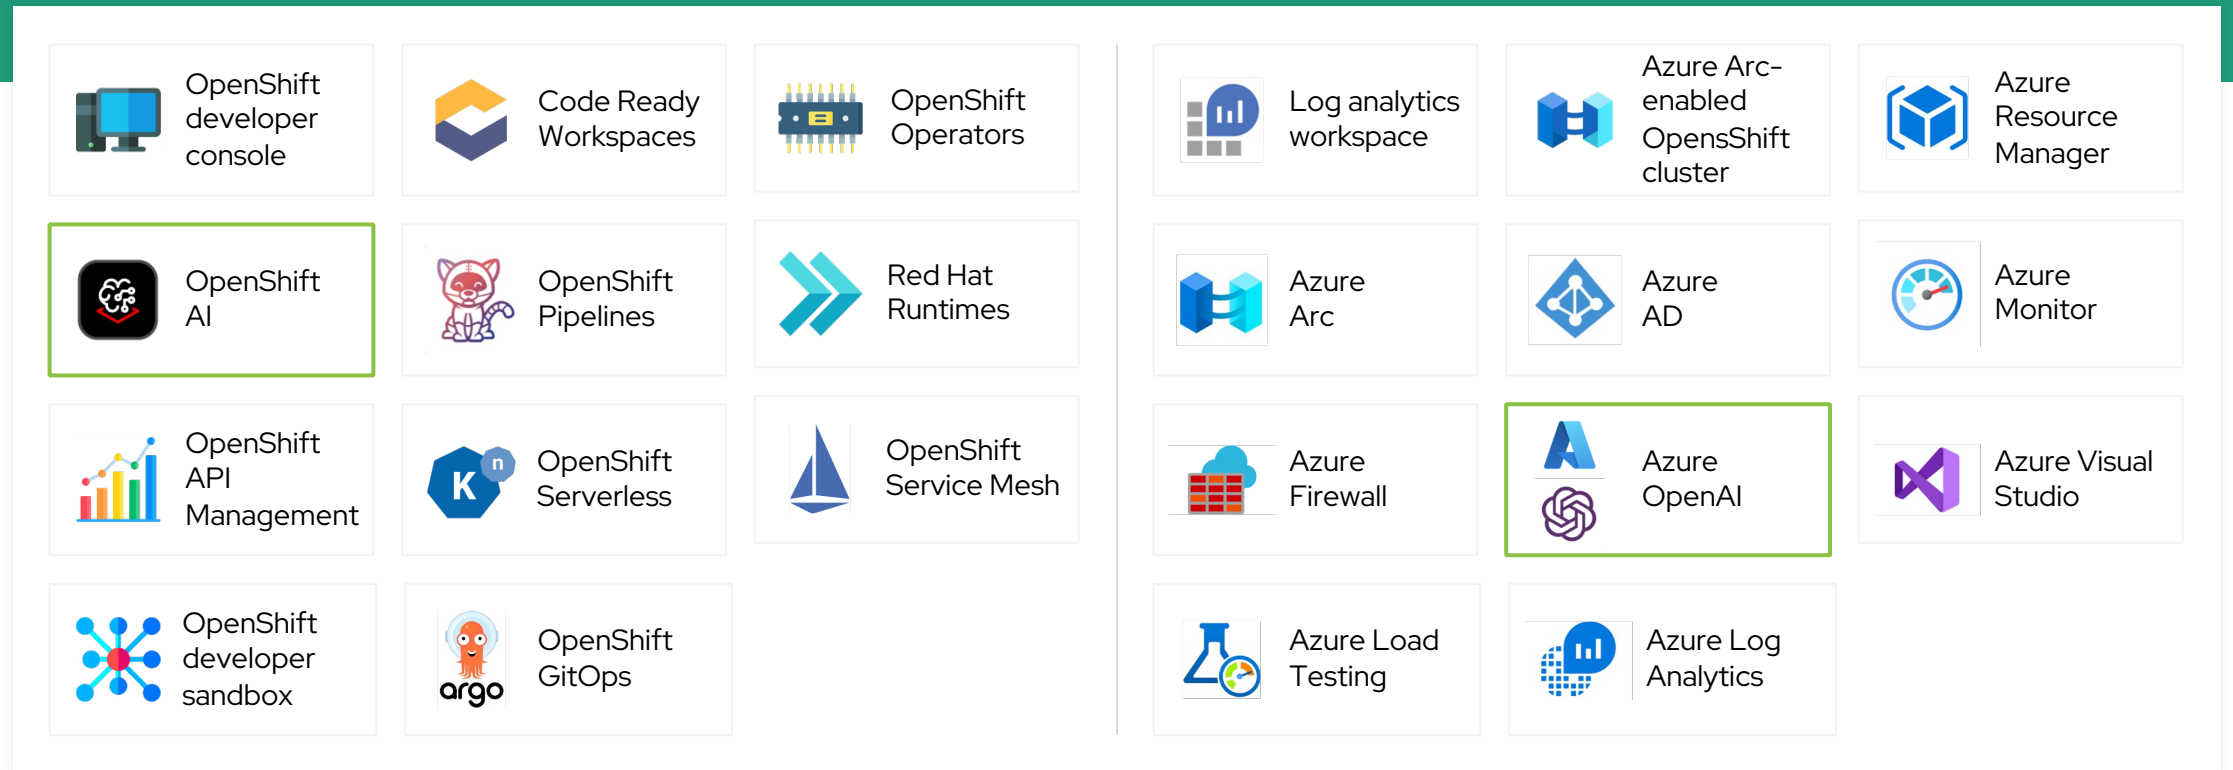 OpenShift
developer
console
Code Ready
Workspaces
OpenShift
Operators
OpenShift
AI
OpenShift
Pipelines
Red Hat
Runtimes
OpenShift
API
Management
K
n
OpenShift
Serverless
OpenShift
Service Mesh
OpenShift
developer
sandbox
argo
OpenShift
GitOps
Log analytics
workspace
Azure Arc-
enabled
OpensShift
cluster
Azure
Resource
Manager
Azure
Arc
Azure
AD
Azure
Monitor
Azure
Firewall
Azure
OpenAI
Azure Visual
Studio
Azure Load
Testing
Azure Log
Analytics